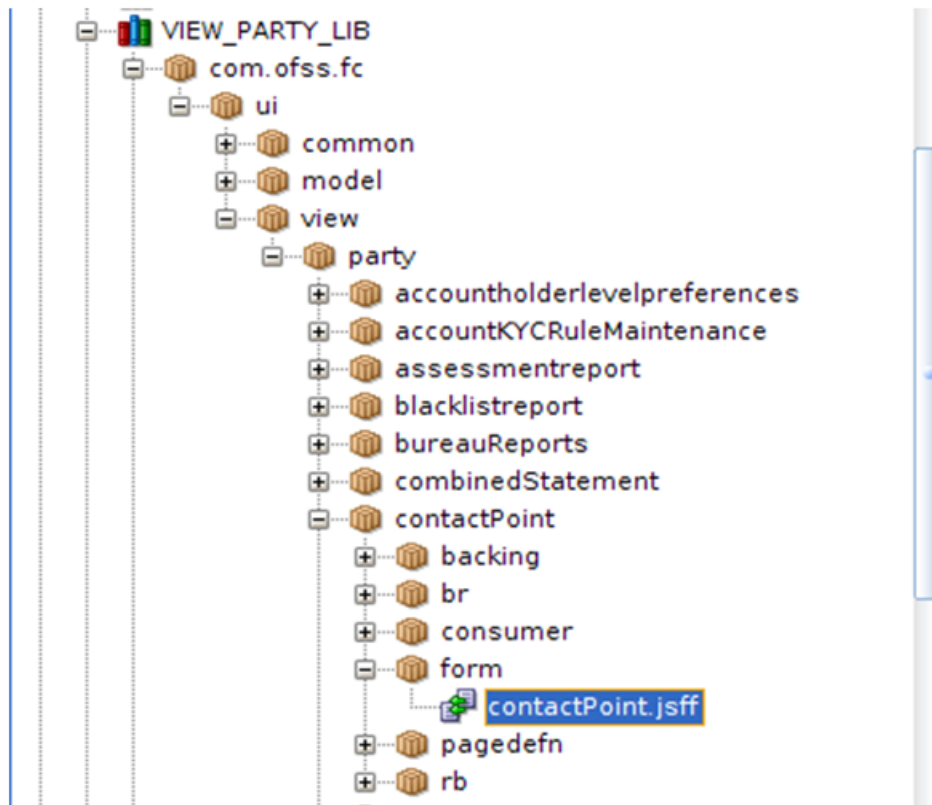 VIEW_PARTY_LIB
com.ofss.fc
ui
common
model
view
party
accountholderlevelpreferences
accountKYCRuleMaintenance
assessmentreport
blacklistreport
bureauReports
combinedStatement
contactPoint
backing
br
consumer
form
contactPoint.jsff
pagedefn
rb